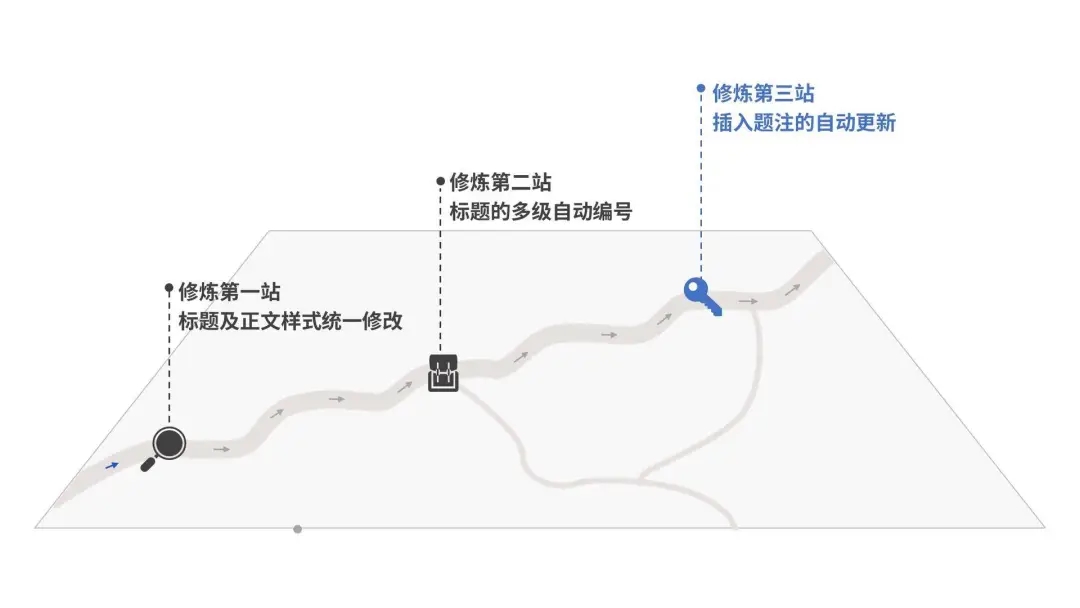 修炼第三站
插入题注的自动更新
修炼第二站
标题的多级自动编号
修炼第一站
标题及正文样式统一修改